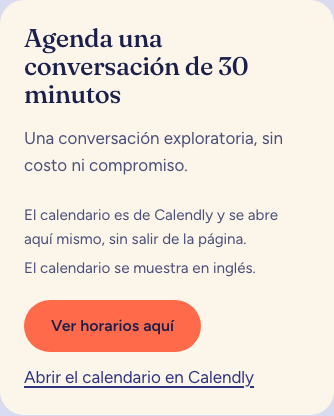 Agenda una
conversación de 30
minutos
Una conversación exploratoria, sin
costo ni compromiso.
El calendario es de Calendly y se abre
aquí mismo, sin salir de la página.
El calendario se muestra en inglés.
Ver horarios aquí
Abrir el calendario en Calendly